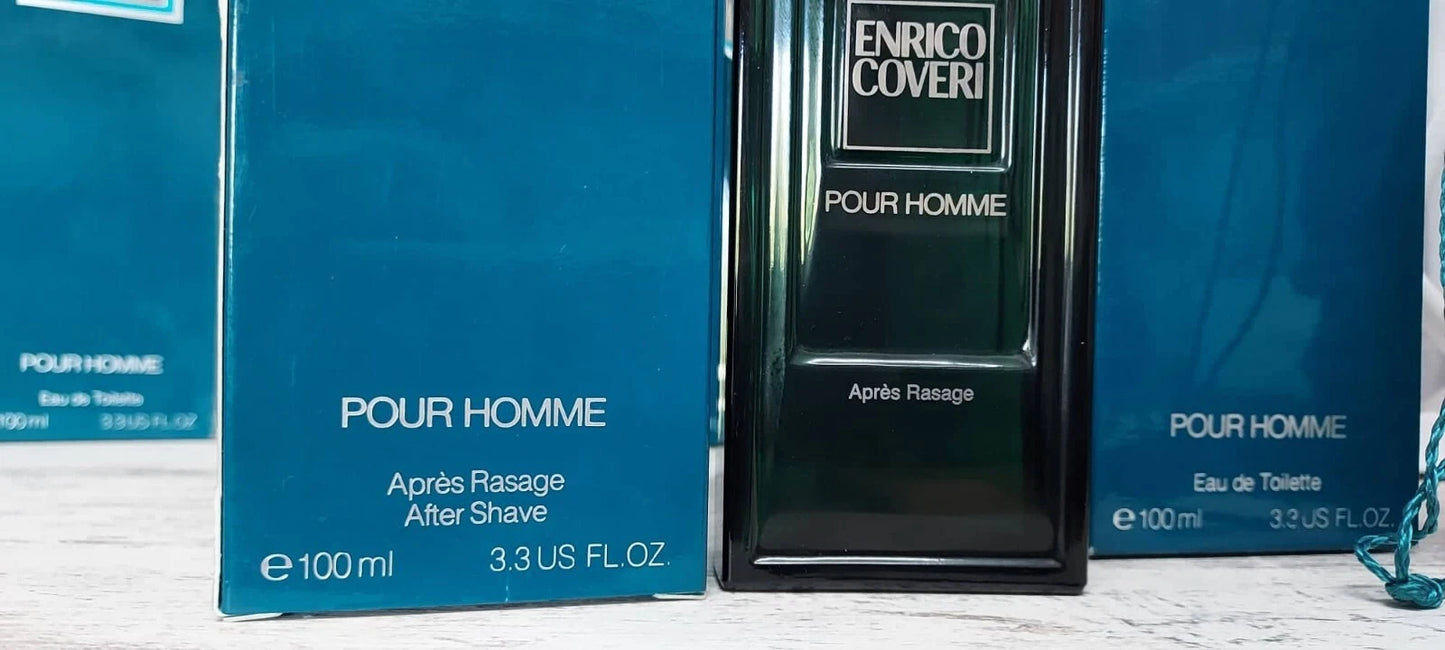 POUR HOMME
Eau de Toilette
100ml 3.3 US FL.OZ
POUR HOMME
Après Rasage
After Shave
e 100 ml 3.3 US FL.OZ.
ENRICO
COVERI
POUR HOMME
Après Rasage
POUR HOMME
Eau de Toilette
e 100 ml 3.3 US FL.OZ.